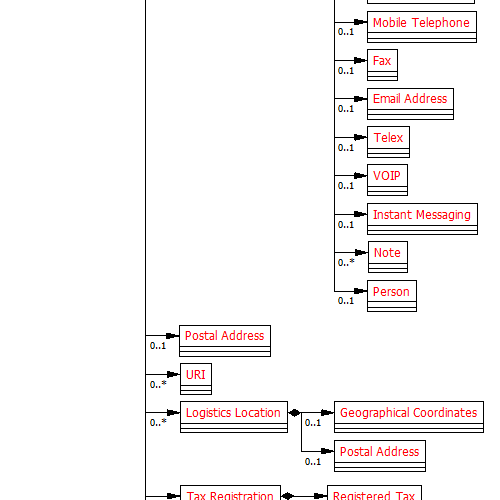 Mobile Telephone
0..1
Fax
0..1
Email Address
0..1
Telex
0..1
VOIP
0..1
Instant Messaging
0..1
Note
0..*
Person
0..1
Postal Address
0..1
URI
0..*
Logistics Location
0..*
Geographical Coordinates
0..1
Postal Address
0..1
Tax Registration
Registered Tax